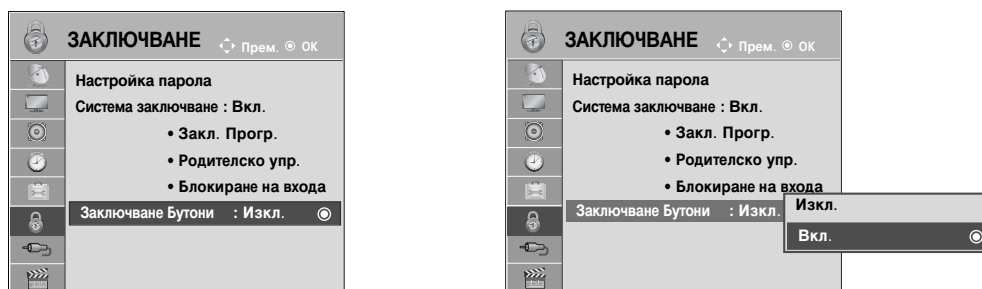 ЗАКЛЮЧВАНЕ Прем. OK
Настройка парола
Система заключване : Вкл.
• Закл. Прогр.
• Родителско упр.
• Блокиране на входа
Заключване Бутони : Изкл.
ЗАКЛЮЧВАНЕ Прем. OK
Настройка парола
Система заключване : Вкл.
• Закл. Прогр.
• Родителско упр.
• Блокиране на входа
Заключване Бутони : Изкл.
Изкл.
Вкл.